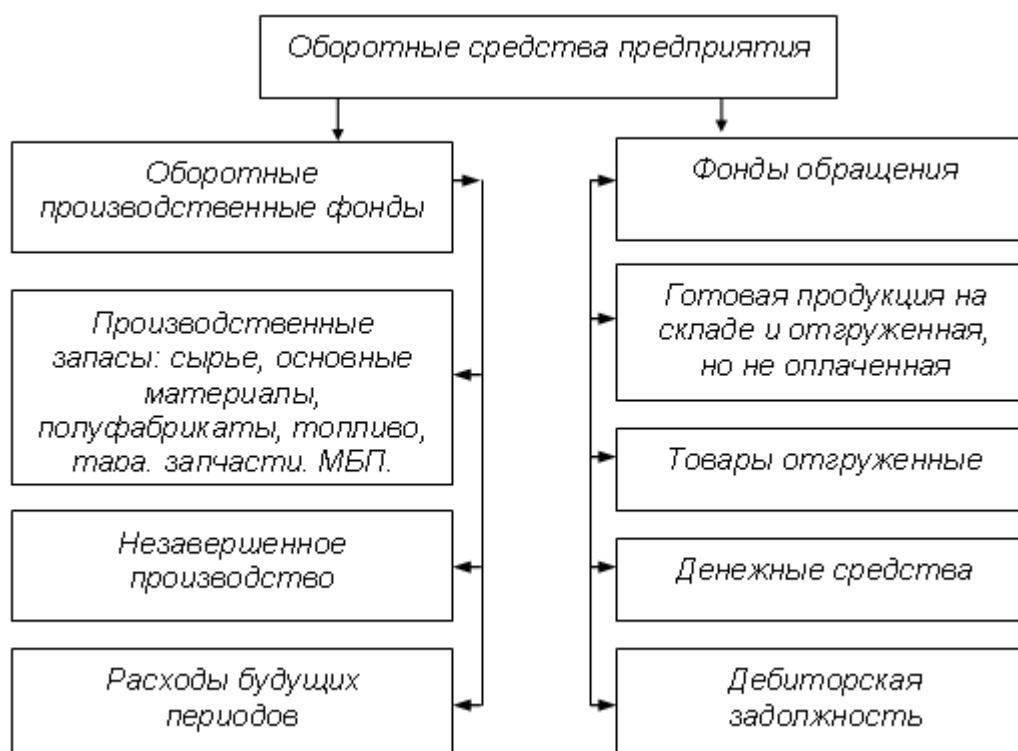 Оборотные средства предприятия
Оборотные
производственные фонды
Производственные
запасы: сырье, основные
материалы,
полуфабрикаты, топливо,
тара. запчасти. МБП.
Незавершенное
производство
Расходы будущих
периодов
Фонды обращения
Готовая продукция на
складе и отгруженная,
но не оплаченная
Товары отгруженные
Денежные средства
Дебиторская
задолжность